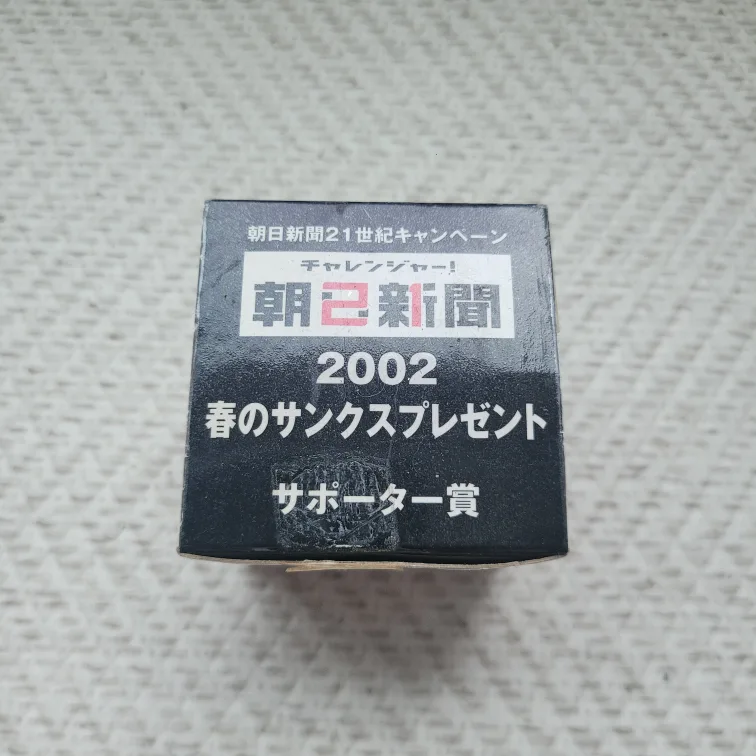 朝日新聞21世紀キャンペーン
チャレンジャー!
朝日新聞
2002
春のサンクスプレゼント
サポーター賞